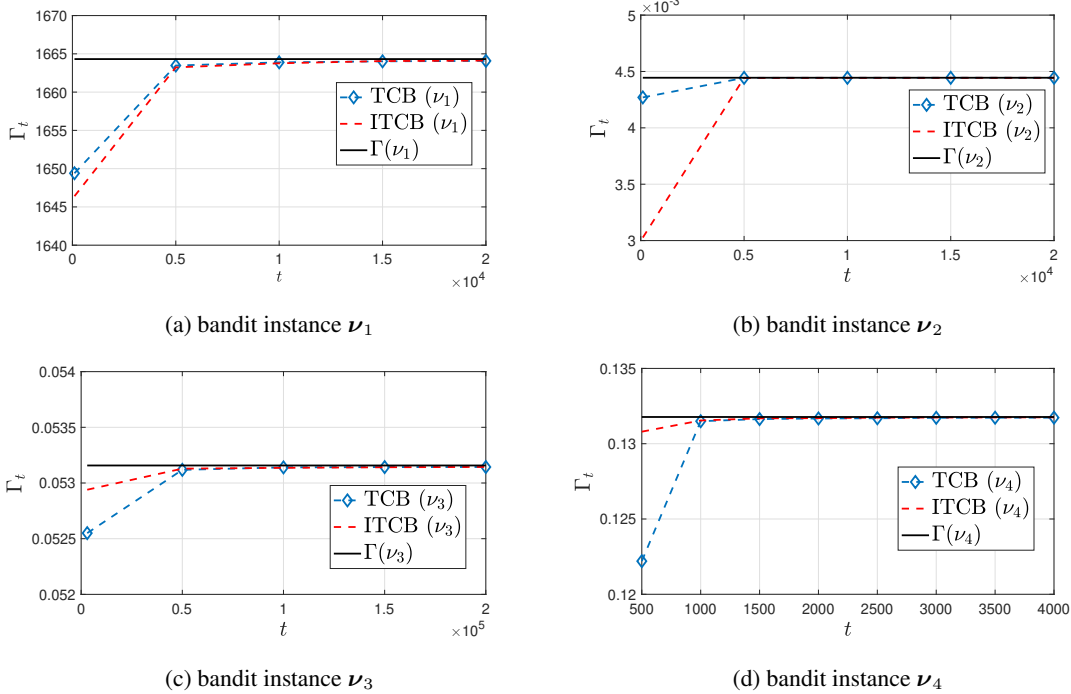 1670
1665
1660
1655
1650
1645
1640
Γt
TCB (ν1)
ITCB (ν1)
Γ(ν1)
0 0.5 1 1.5 2
t
×10^4
(a) bandit instance ν1
×10^-3
5
4.5
4
3.5
3
Γt
TCB (ν2)
ITCB (ν2)
Γ(ν2)
0 0.5 1 1.5 2
t
×10^4
(b) bandit instance ν2
0.054
0.0535
0.053
0.0525
0.052
Γt
TCB (ν3)
ITCB (ν3)
Γ(ν3)
0 0.5 1 1.5 2
t
×10^5
(c) bandit instance ν3
0.135
0.13
0.125
0.12
Γt
TCB (ν4)
ITCB (ν4)
Γ(ν4)
500 1000 1500 2000 2500 3000 3500 4000
t
(d) bandit instance ν4